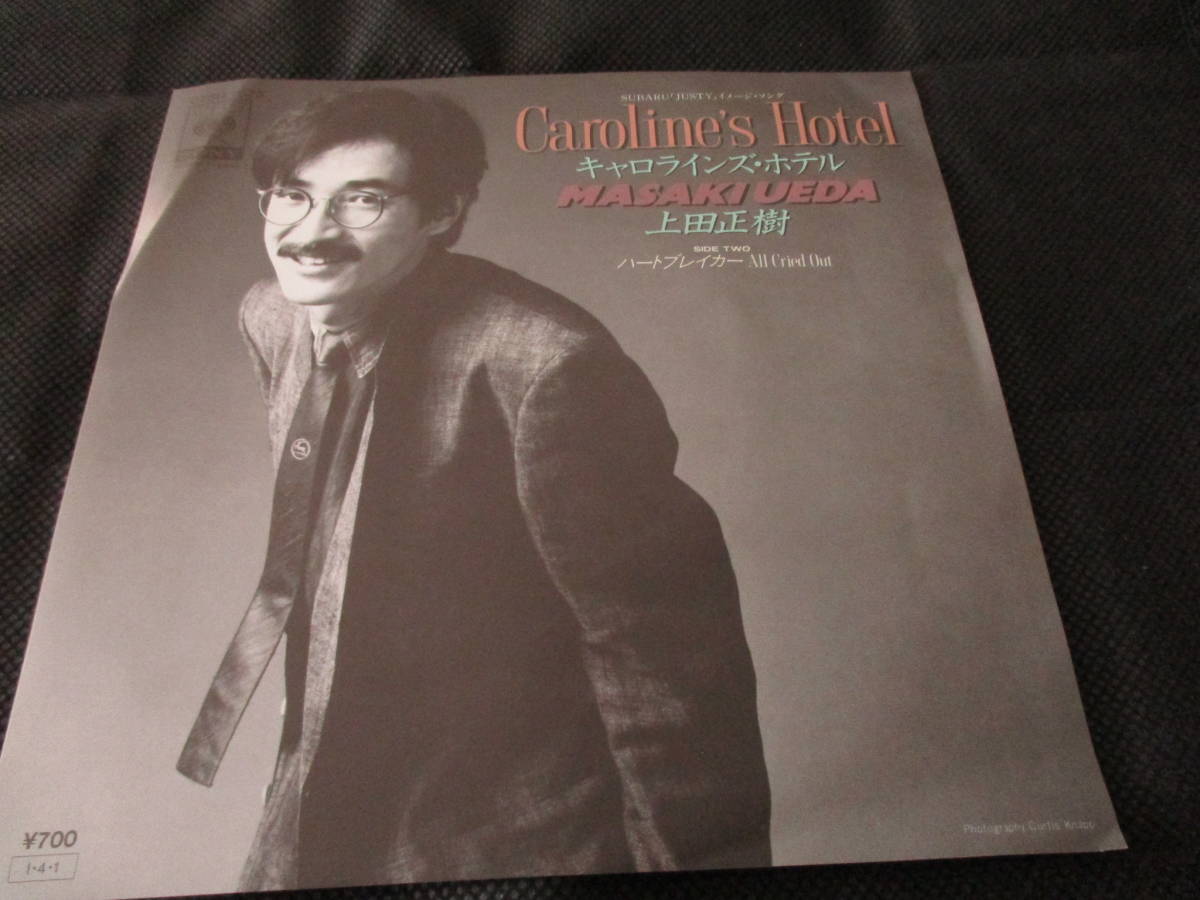 SUBARU「JUSTY」イメージ・ソング
Caroline's Hotel
キャロラインズ・ホテル
MASAKI UEDA
上田正樹
SIDE TWO
ハートブレイカー All Cried Out
Photography Curtis Knapp
¥700
1・4・1